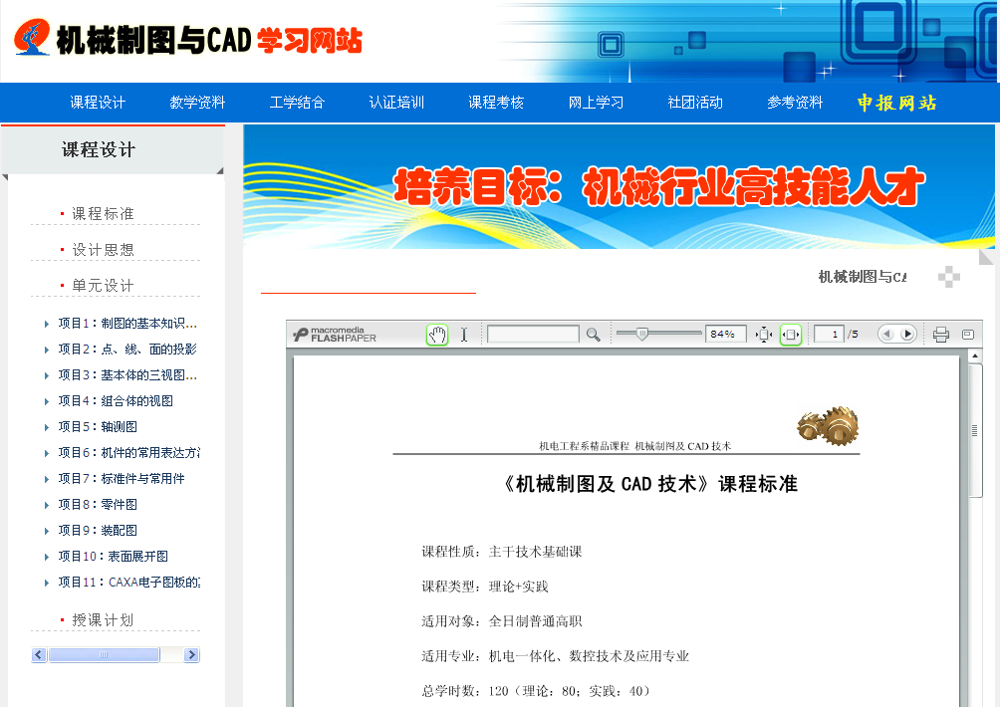 机械制图与CAD 学习网站
课程设计 教学资料 工学结合 认证培训 课程考核 网上学习 社团活动 参考资料 申报网站
课程设计
培养目标：机械行业高技能人才
机械制图与CA
课程标准
设计思想
单元设计
项目1：制图的基本知识...
项目2：点、线、面的投影
项目3：基本体的三视图...
项目4：组合体的视图
项目5：轴测图
项目6：机件的常用表达方
项目7：标准件与常用件
项目8：零件图
项目9：装配图
项目10：表面展开图
项目11：CAXA电子图板的
授课计划
macromedia
FLASHPAPER
84%
1 /5
机电工程系精品课程 机械制图及 CAD 技术
《机械制图及 CAD 技术》课程标准
课程性质：主干技术基础课
课程类型：理论+实践
适用对象：全日制普通高职
适用专业：机电一体化、数控技术及应用专业
总学时数：120（理论：80；实践：40）